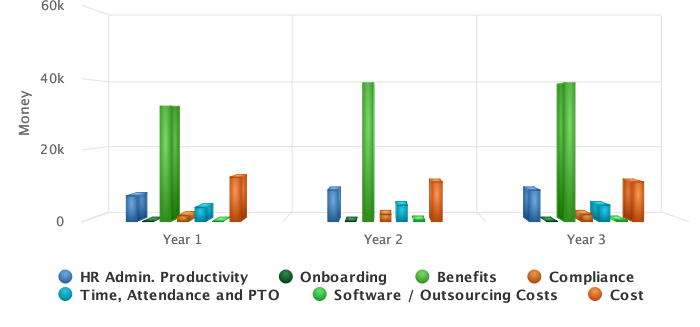 60k
40k
20k
0
Money
Year 1 Year 2 Year 3
HR Admin. Productivity Onboarding Benefits Compliance
Time, Attendance and PTO Software / Outsourcing Costs Cost